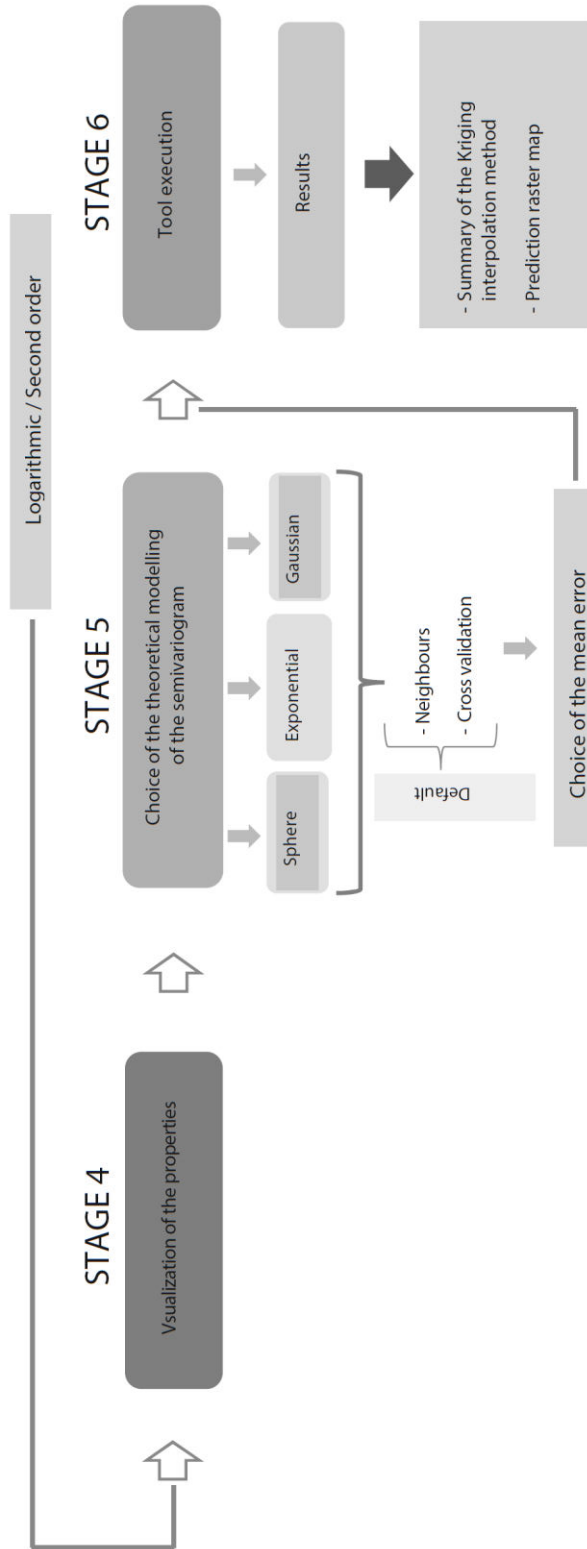 Logarithmic / Second order
STAGE 4
Vsualization of the properties
STAGE 5
Choice of the theoretical modelling
of the semivariogram
Sphere
Exponential
Gaussian
Default
- Neighbours
- Cross validation
Choice of the mean error
STAGE 6
Tool execution
Results
- Summary of the Kriging
interpolation method
- Prediction raster map